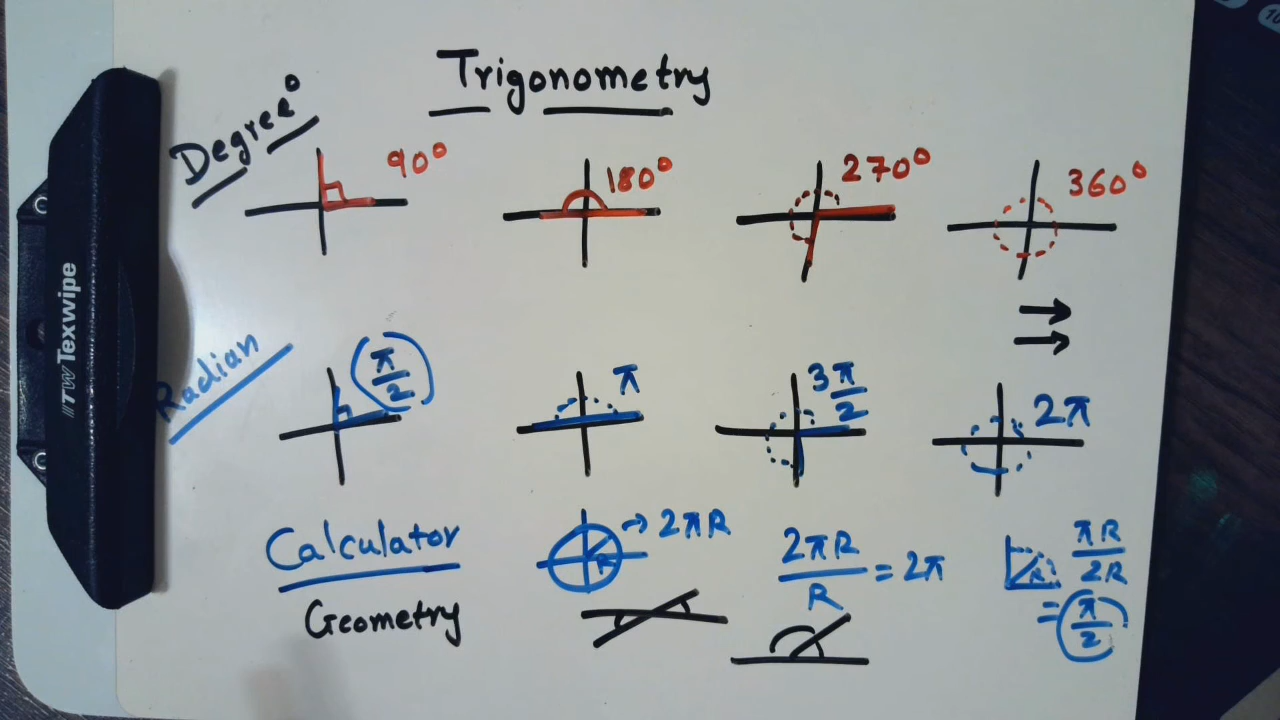 Trigonometry
Degree°
90°
180°
270°
360°
TW Texwipe
Radian
π/2
π
3π/2
2π
Calculator
→ 2πR
R
2πR/R = 2π
R
πR/2R
= π/2
Geometry